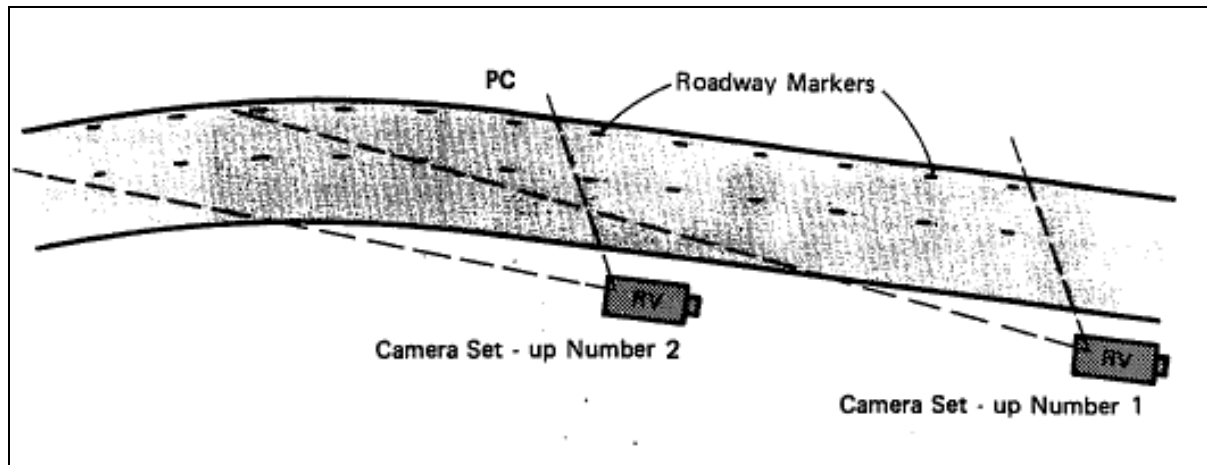 PC
Roadway Markers
RV
Camera Set - up Number 2
RV
Camera Set - up Number 1